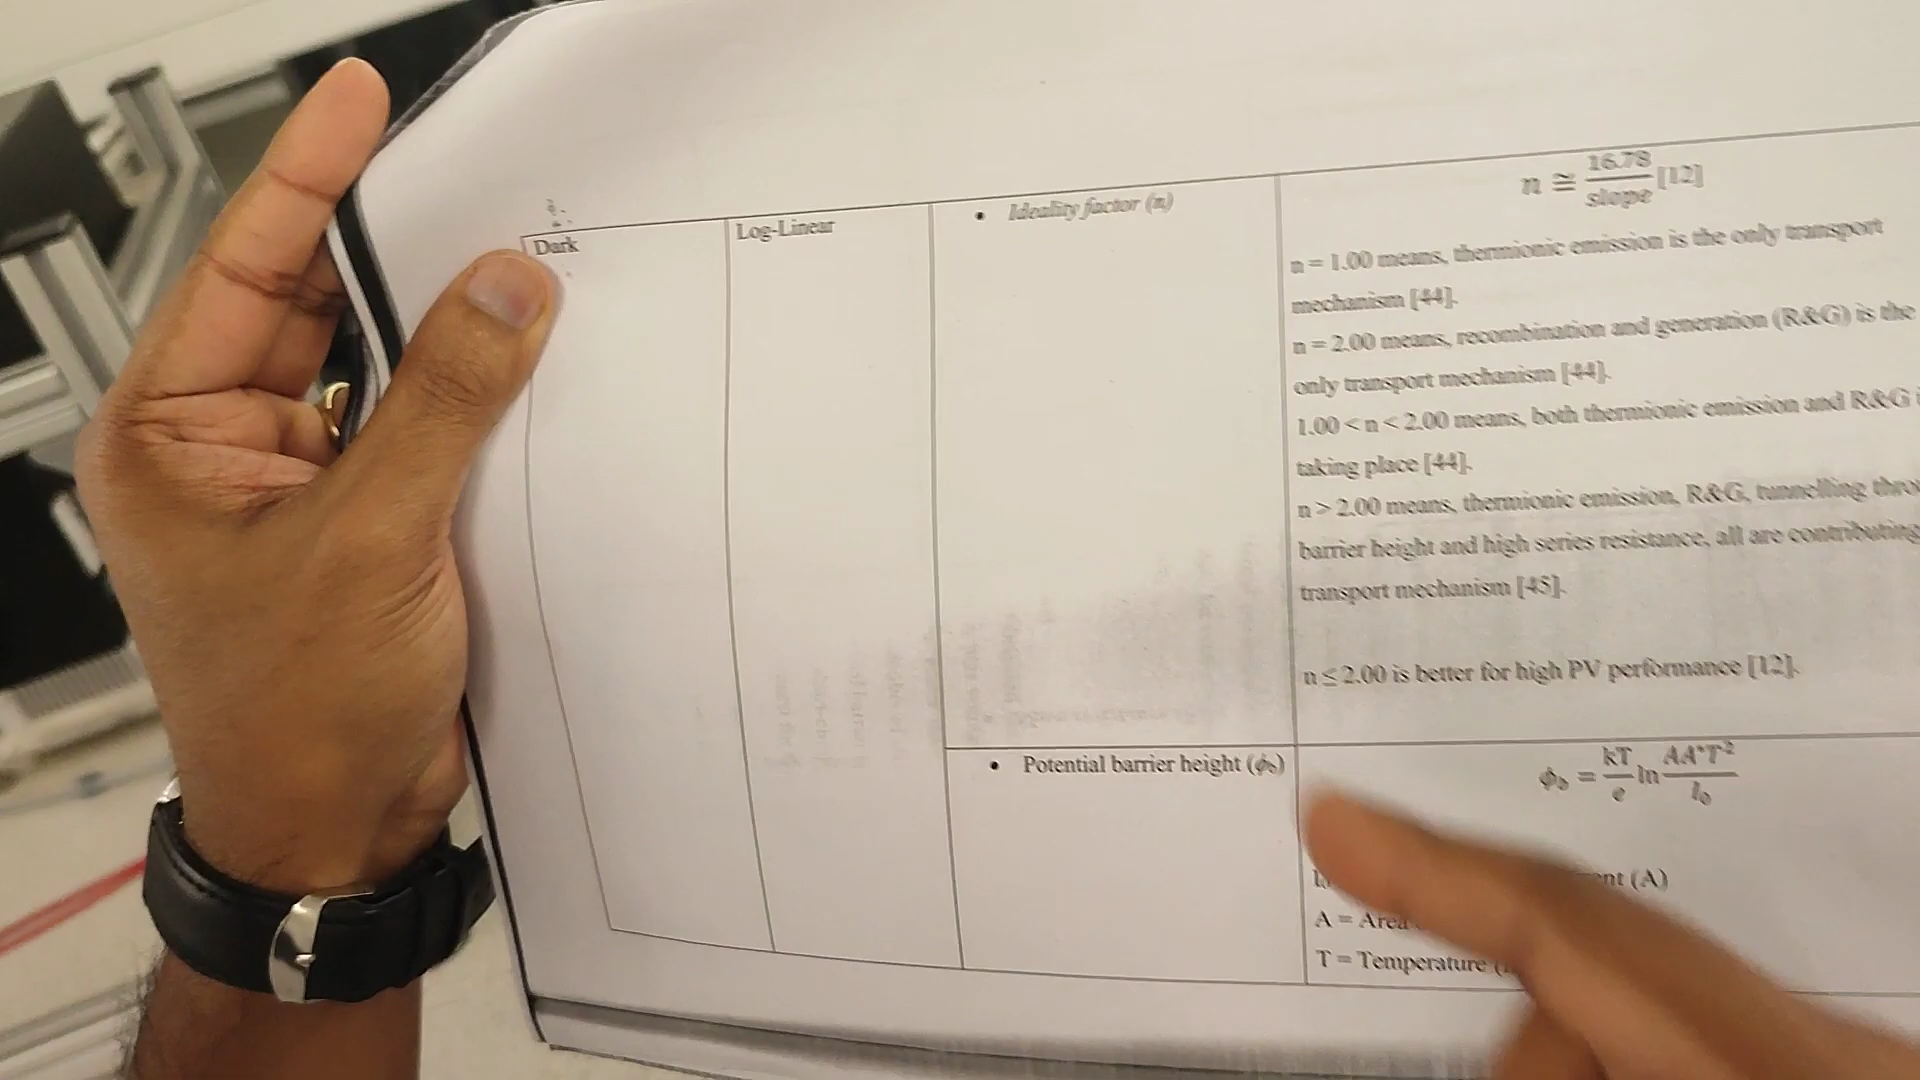 Dark
Log-Linear
• Ideality factor (n)
n ≅ 16.78/slope [12]
n = 1.00 means, thermionic emission is the only transport
mechanism [44].
n = 2.00 means, recombination and generation (R&G) is the
only transport mechanism [44].
1.00 < n < 2.00 means, both thermionic emission and R&G
taking place [44].
n > 2.00 means, thermionic emission, R&G, tunnelling
barrier height and high series resistance, all are contributing
transport mechanism [45].
n ≤ 2.00 is better for high PV performance [12].
• Potential barrier height (ϕb)
ϕb = kT/e ln AA*T²/I0
(A)
A = Area
T = Temperature